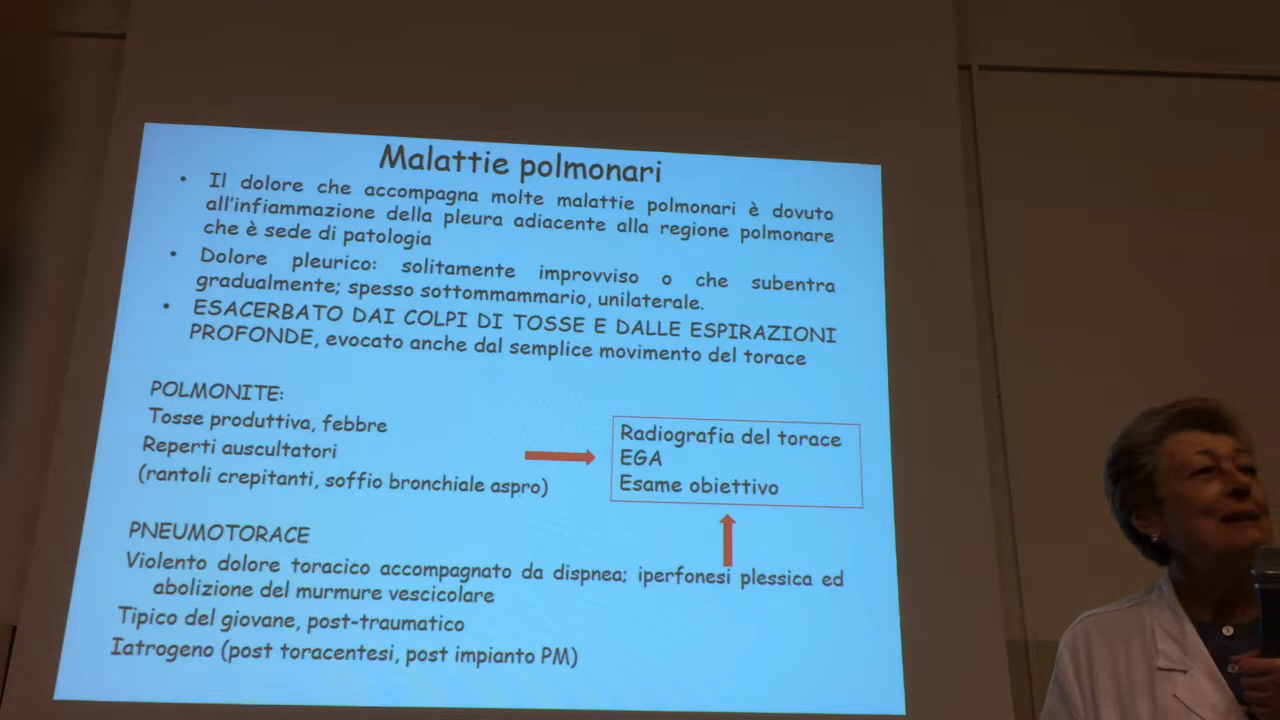 Malattie polmonari
• Il dolore che accompagna molte malattie polmonari è dovuto
all'infiammazione della pleura adiacente alla regione polmonare
che è sede di patologia
• Dolore pleurico: solitamente improvviso o che subentra
gradualmente; spesso sottommammario, unilaterale.
• ESACERBATO DAI COLPI DI TOSSE E DALLE ESPIRAZIONI
PROFONDE, evocato anche dal semplice movimento del torace
POLMONITE:
Tosse produttiva, febbre
Reperti auscultatori
(rantoli crepitanti, soffio bronchiale aspro)
Radiografia del torace
EGA
Esame obiettivo
PNEUMOTORACE
Violento dolore toracico accompagnato da dispnea; iperfonesi plessica ed
abolizione del murmure vescicolare
Tipico del giovane, post-traumatico
Iatrogeno (post toracentesi, post impianto PM)